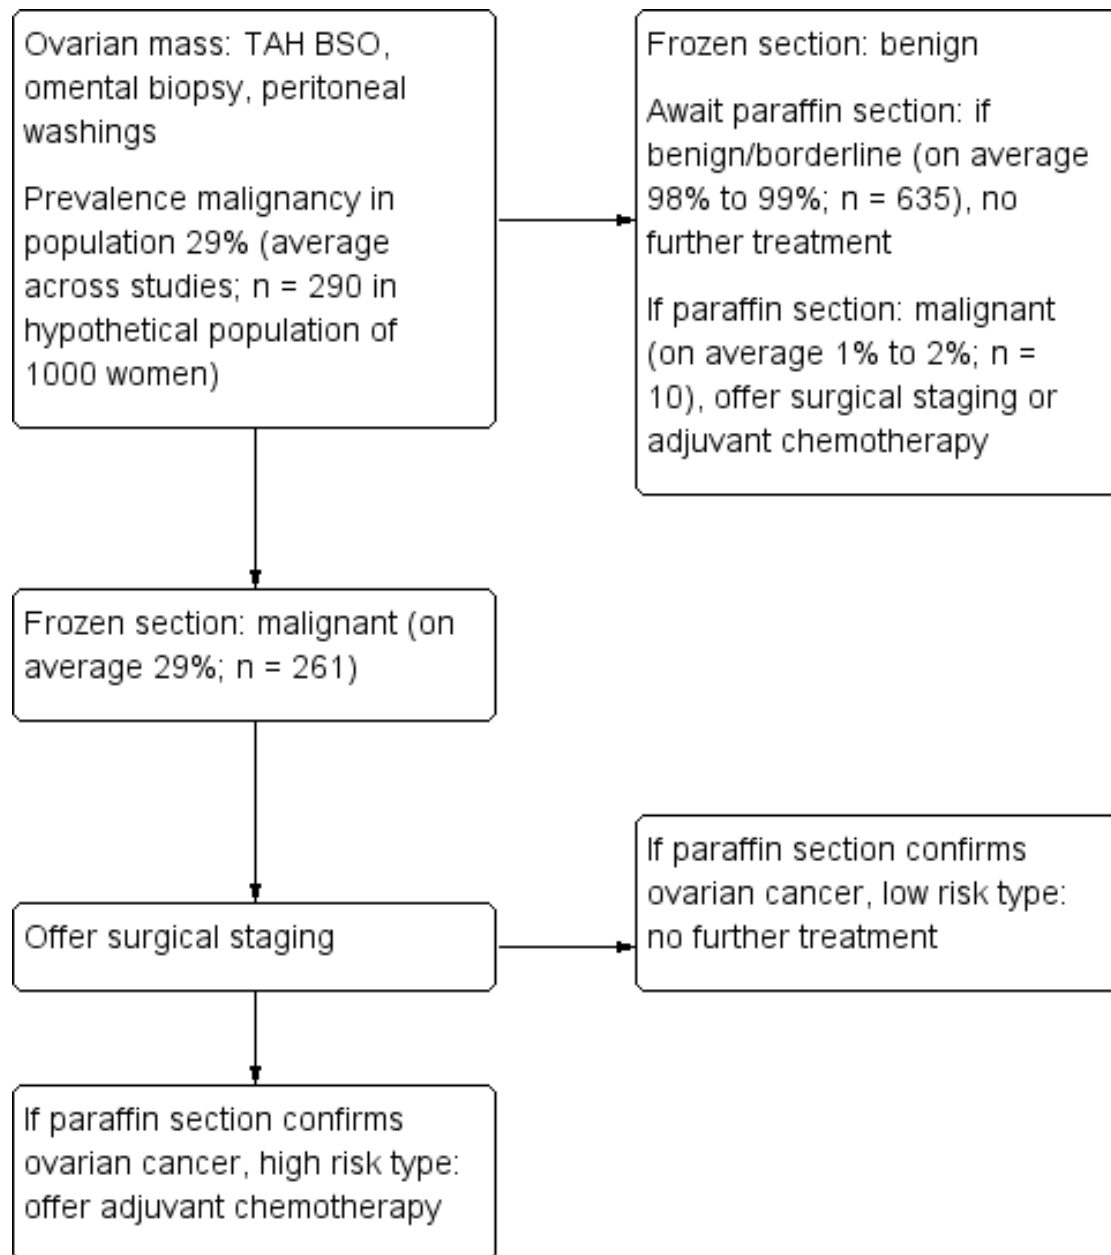 Ovarian mass: TAH BSO,
omental biopsy, peritoneal
washings
Prevalence malignancy in
population 29% (average
across studies; n = 290 in
hypothetical population of
1000 women)
Frozen section: benign
Await paraffin section: if
benign/borderline (on average
98% to 99%; n = 635), no
further treatment
If paraffin section: malignant
(on average 1% to 2%; n =
10), offer surgical staging or
adjuvant chemotherapy
Frozen section: malignant (on
average 29%; n = 261)
Offer surgical staging
If paraffin section confirms
ovarian cancer, low risk type:
no further treatment
If paraffin section confirms
ovarian cancer, high risk type:
offer adjuvant chemotherapy